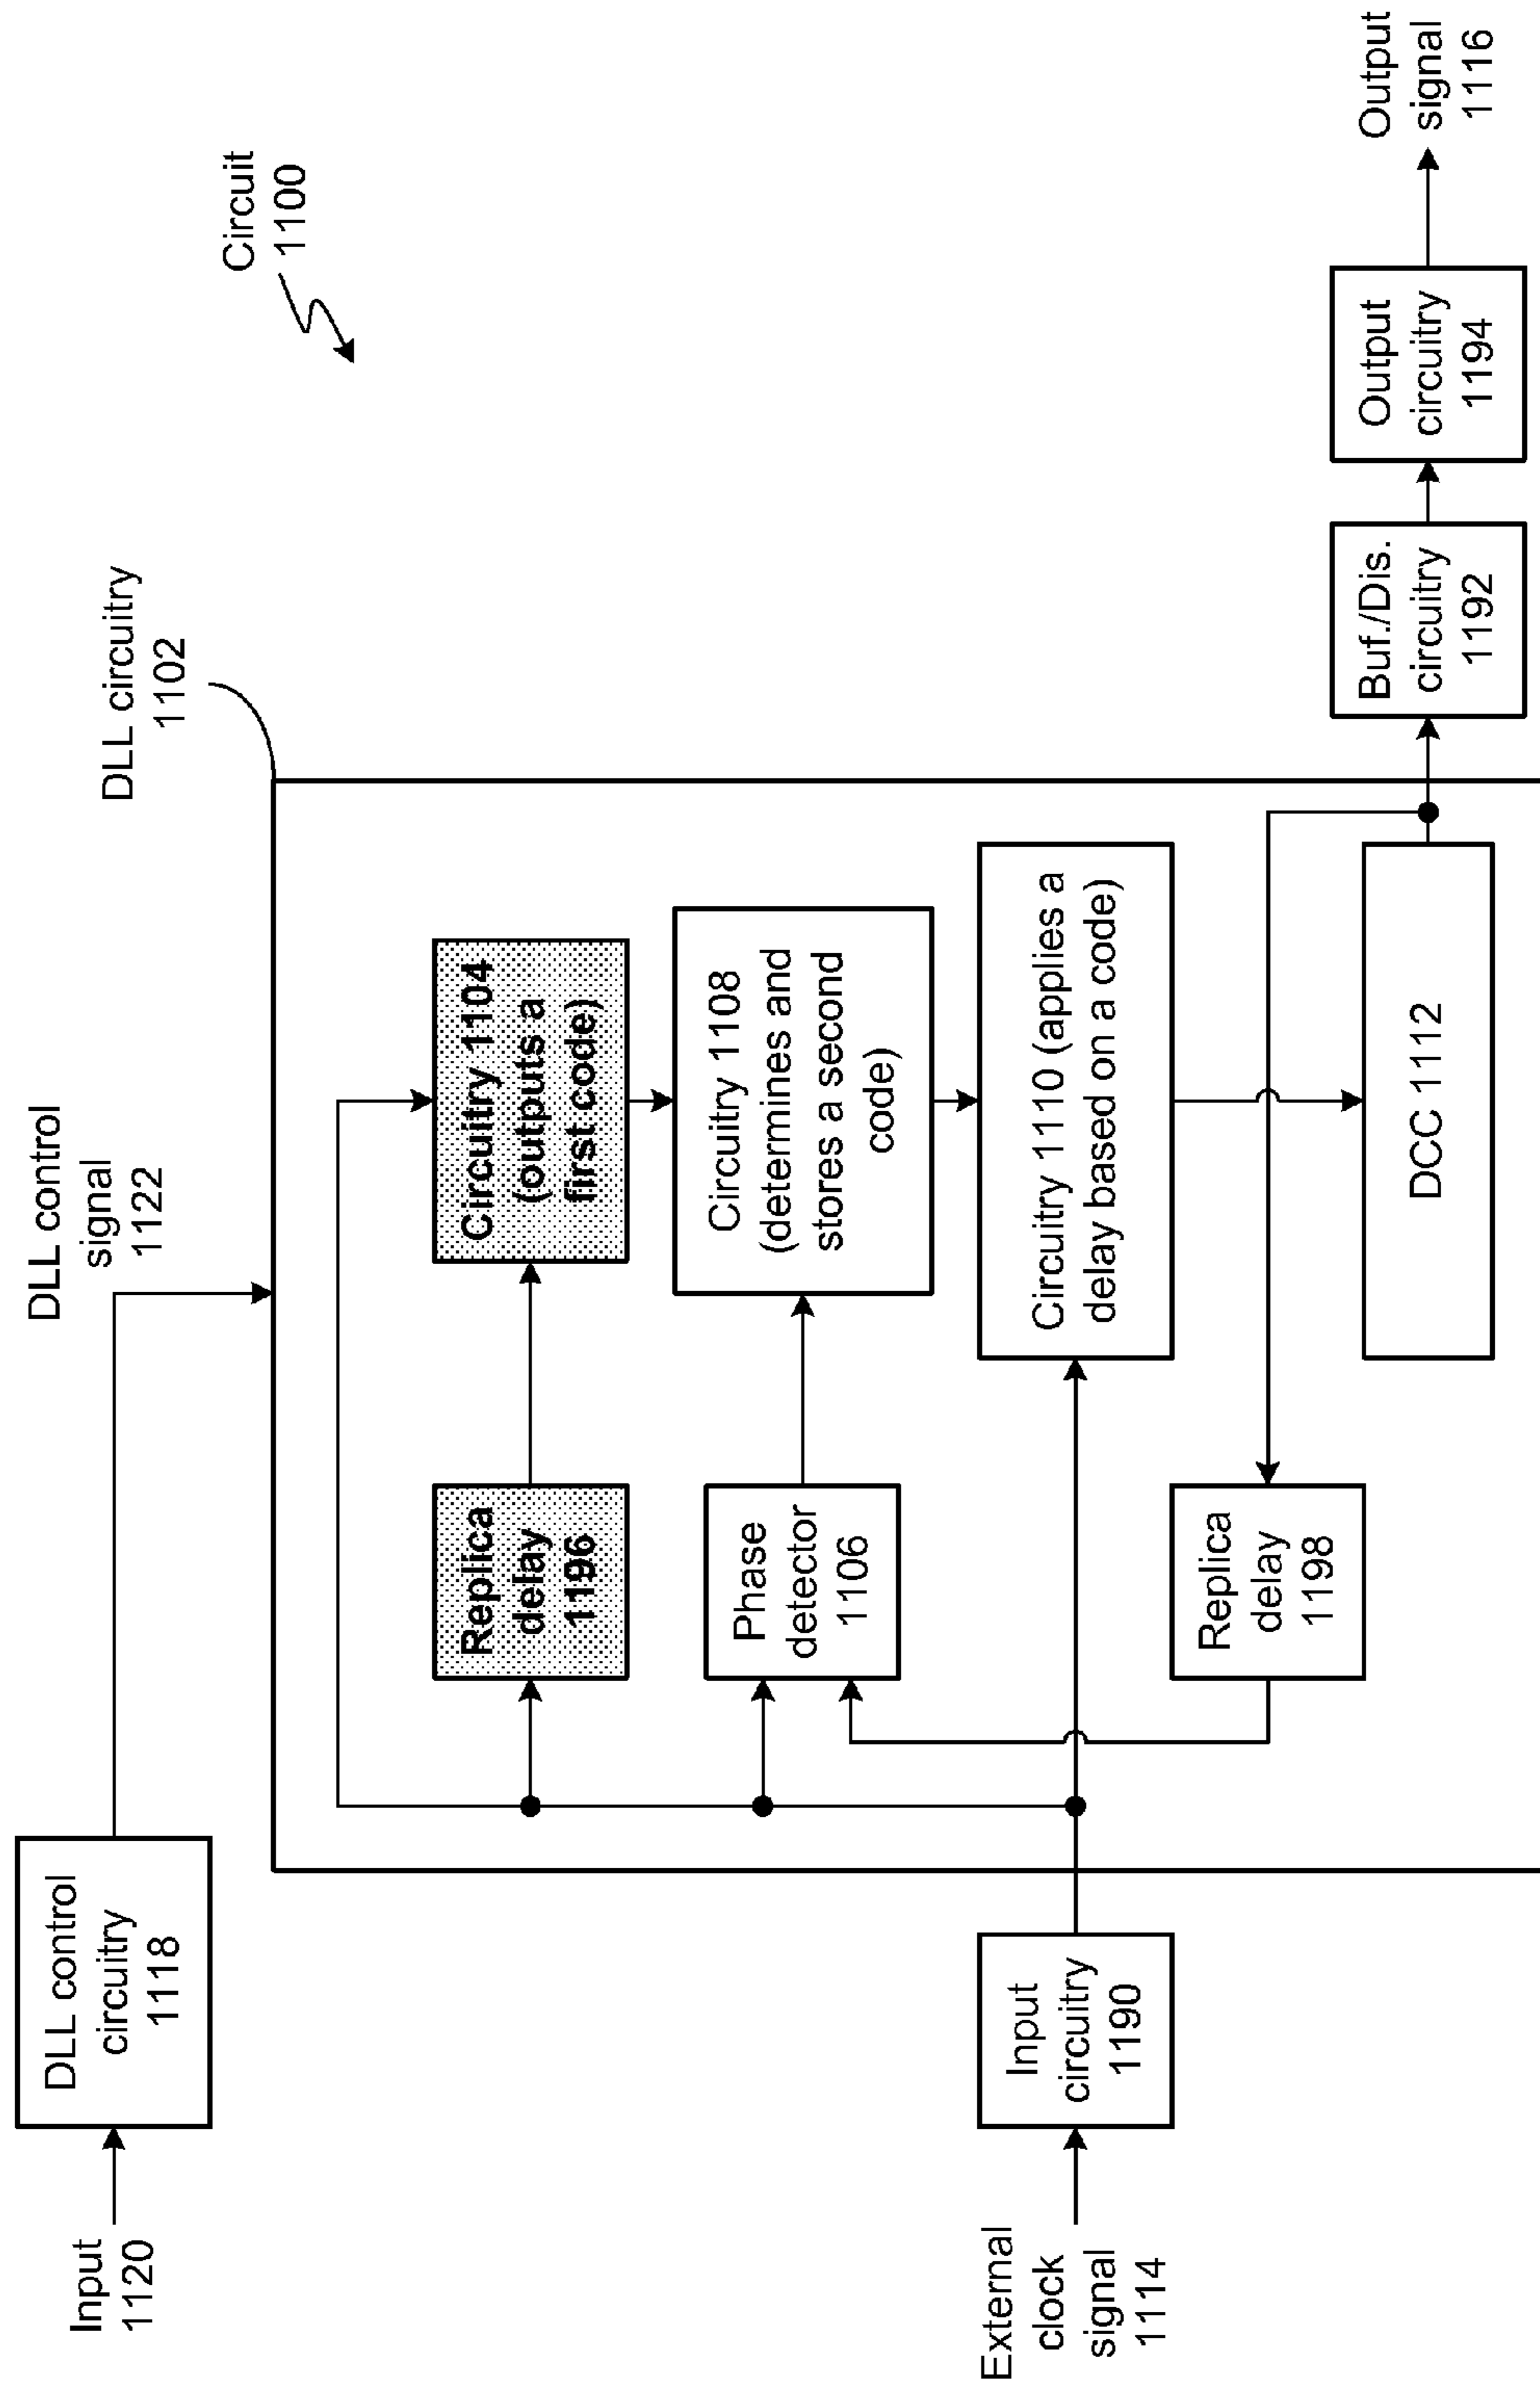 Input
1120
DLL control
circuitry
1118
DLL control
signal
1122
DLL circuitry
1102
Circuit
1100
Replica
delay
1196
Circuitry 1104
(outputs a
first code)
Phase
detector
1106
Circuitry 1108
(determines and
stores a second
code)
External
clock
signal
1114
Input
circuitry
1190
Circuitry 1110 (applies a
delay based on a code)
Replica
delay
1198
DCC 1112
Buf./Dis.
circuitry
1192
Output
circuitry
1194
Output
signal
1116